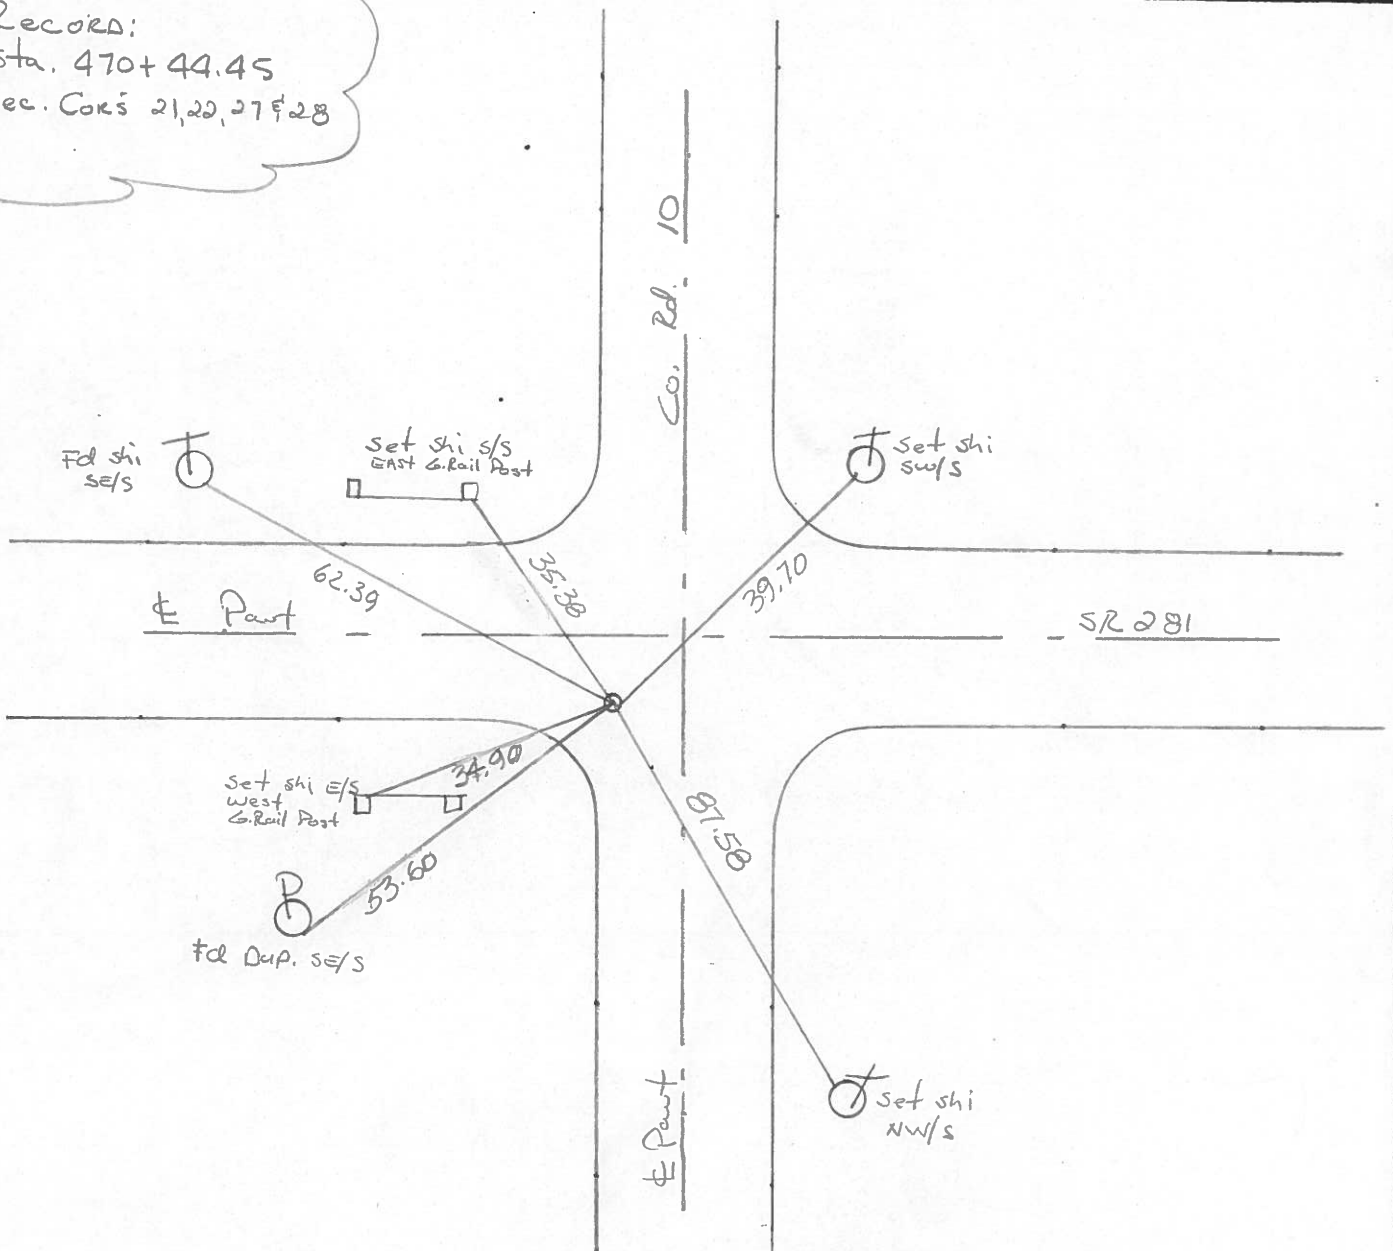 Record:
Sta. 470+44.45
ec. Cor's 21,22,27 & 28
Co. Rd. 10
Fd shi
SE/S
Set shi S/S
EAST G.Rail Post
Set shi
SW/S
62.39
35.38
39.70
℄ Pavt
SR 281
34.90
Set shi E/S
West
G.Rail Post
87.58
53.60
P
Fd Dup. SE/S
℄ Pavt
Set shi
NW/S